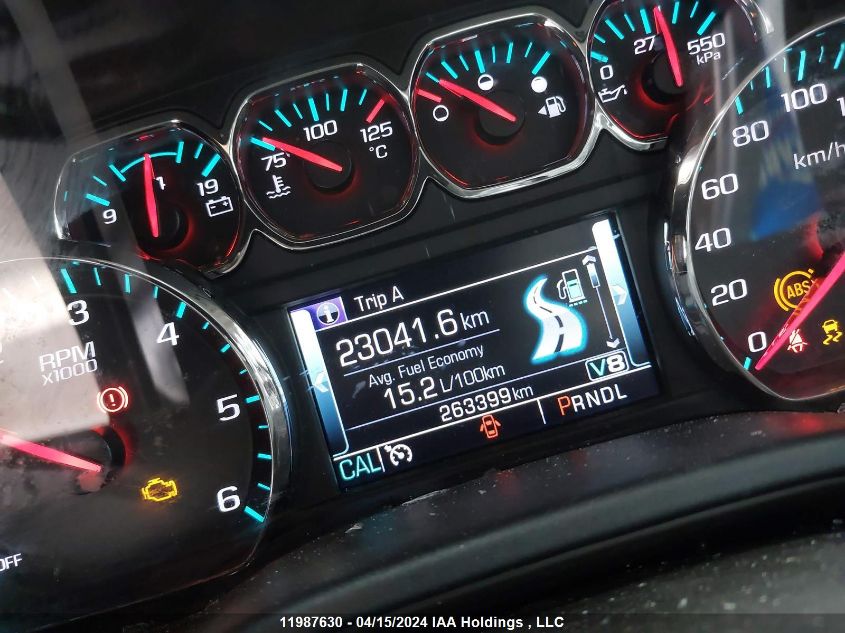 9 19
75 100 125
°C
0 27 550
kPa
3
4
5
6
RPM
x1000
OFF
Trip A
23041.6 km
Avg. Fuel Economy
15.2 L/100km
263399 km
V8
CAL
PRNDL
100
80
60
40
20
0
km/h
ABS
11987630 - 04/15/2024 IAA Holdings , LLC